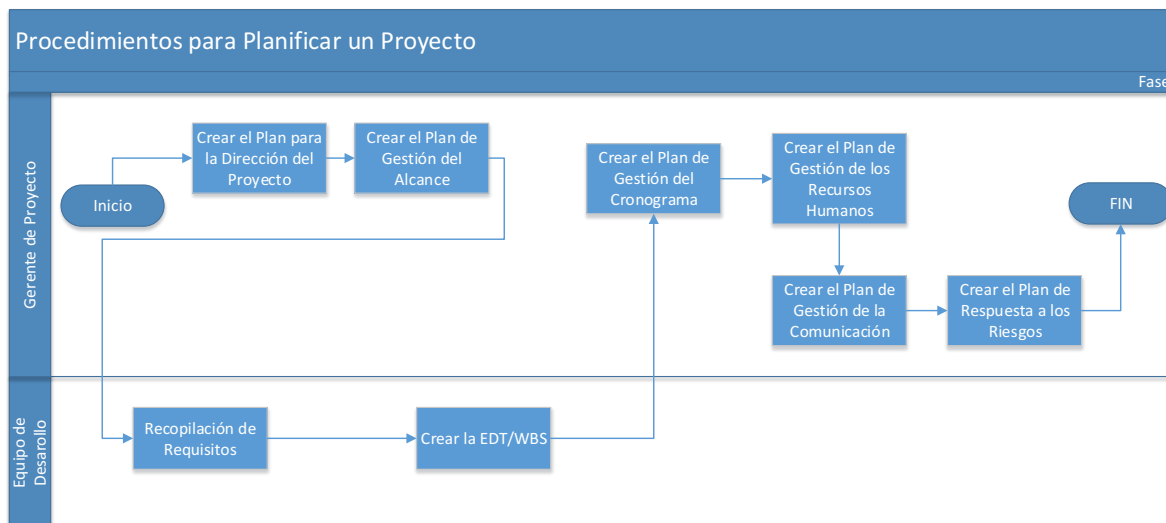 Procedimientos para Planificar un Proyecto
Fase
Gerente de Proyecto
Inicio
Crear el Plan para
la Dirección del
Proyecto
Crear el Plan de
Gestión del
Alcance
Crear el Plan de
Gestión del
Cronograma
Crear el Plan de
Gestión de los
Recursos
Humanos
FIN
Crear el Plan de
Gestión de la
Comunicación
Crear el Plan de
Respuesta a los
Riesgos
Equipo de
Desarollo
Recopilación de
Requisitos
Crear la EDT/WBS